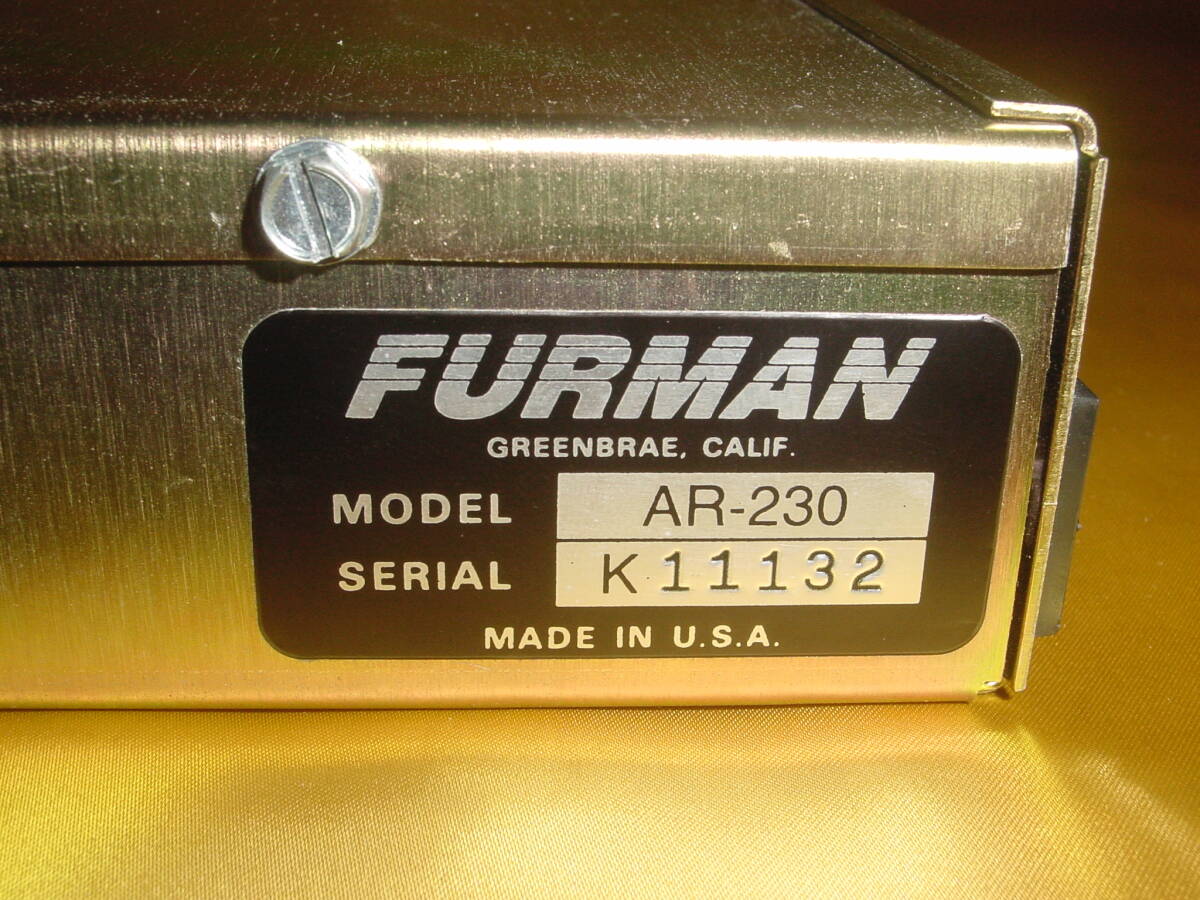 FURMAN
GREENBRAE, CALIF.
MODEL AR-230
SERIAL K11132
MADE IN U.S.A.